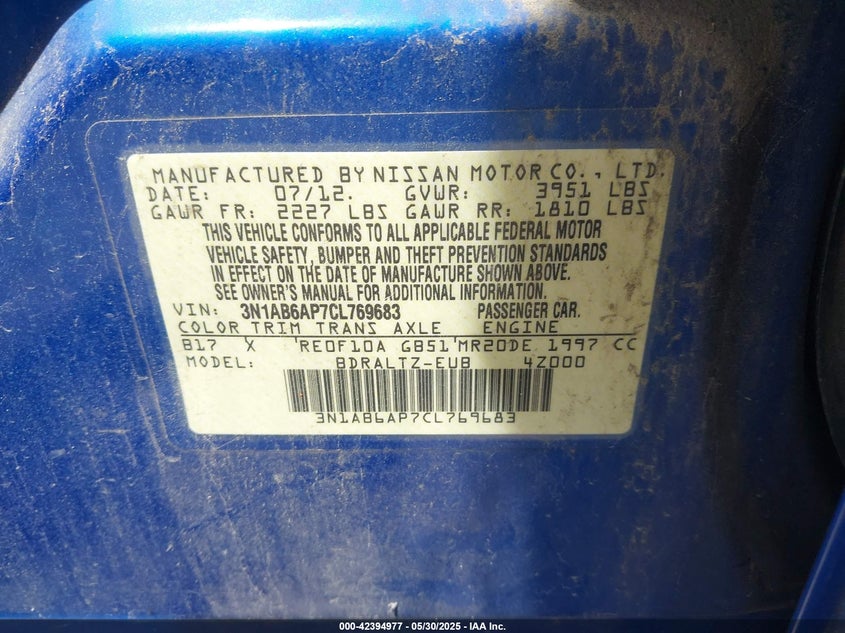 MANUFACTURED BY NISSAN MOTOR CO., LTD.
DATE: 07/12. GVWR: 3951 LBS
GAWR FR: 2227 LBS GAWR RR: 1810 LBS
THIS VEHICLE CONFORMS TO ALL APPLICABLE FEDERAL MOTOR
VEHICLE SAFETY, BUMPER AND THEFT PREVENTION STANDARDS
IN EFFECT ON THE DATE OF MANUFACTURE SHOWN ABOVE.
SEE OWNER'S MANUAL FOR ADDITIONAL INFORMATION.
VIN: 3N1AB6AP7CL769683 PASSENGER CAR.
COLOR TRIM TRANS AXLE ENGINE
B17 X RE0F10A GB51 MR20DE 1997 CC
MODEL: BDRALTZ-EUB 4Z000
3N1AB6AP7CL769683
000-42394977 — 05/30/2025 — IAA Inc.